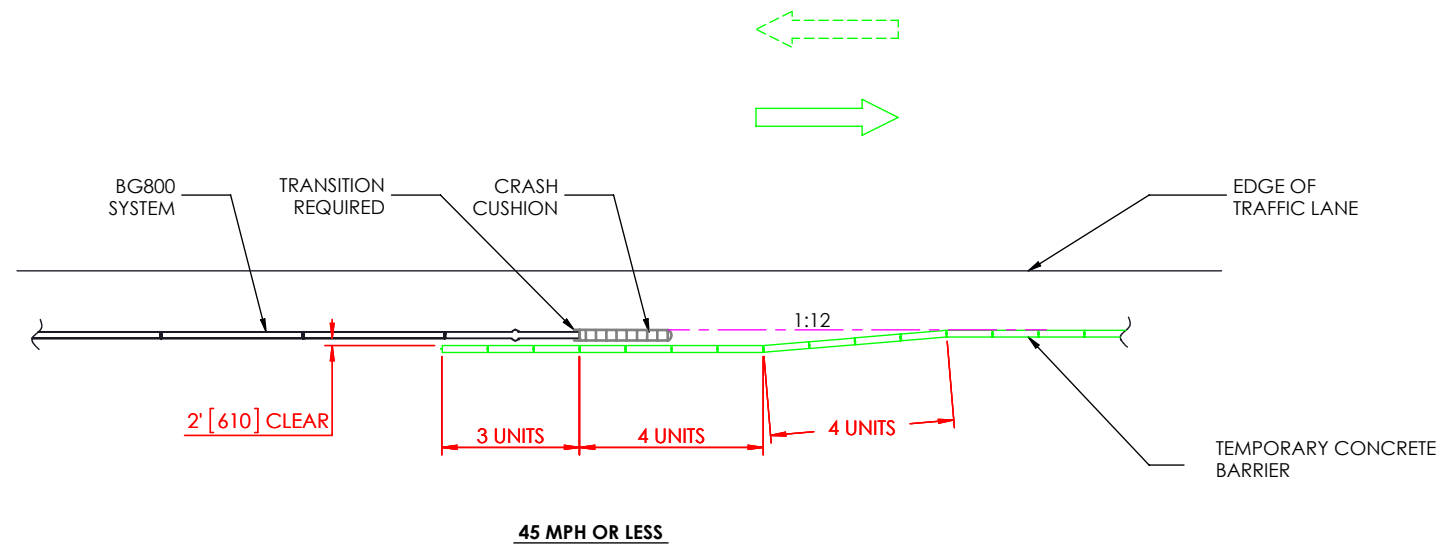 BG800
SYSTEM
TRANSITION
REQUIRED
CRASH
CUSHION
EDGE OF
TRAFFIC LANE
1:12
2' [610] CLEAR
3 UNITS
4 UNITS
4 UNITS
TEMPORARY CONCRETE
BARRIER
45 MPH OR LESS